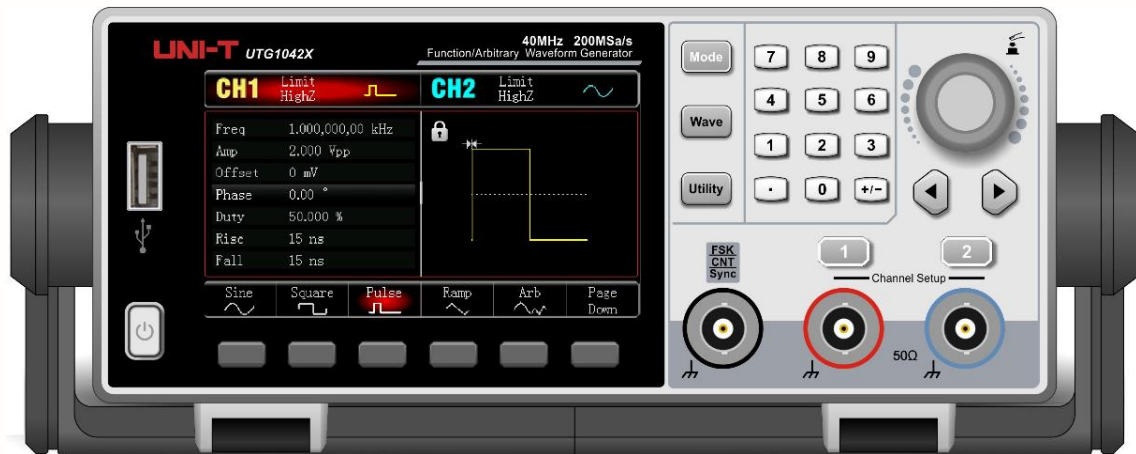 UNI-T UTG1042X
40MHz 200MSa/s
Function/Arbitrary Waveform Generator
CH1 Limit HighZ
CH2 Limit HighZ
Freq 1.000,000,00 kHz
Amp 2.000 Vpp
Offset 0 mV
Phase 0.00 °
Duty 50.000 %
Rise 15 ns
Fall 15 ns
Sine Square Pulse Ramp Arb Page Down
Mode
Wave
Utility
7 8 9
4 5 6
1 2 3
. 0 +/−
FSK
CNT
Sync
1 2
Channel Setup
50Ω